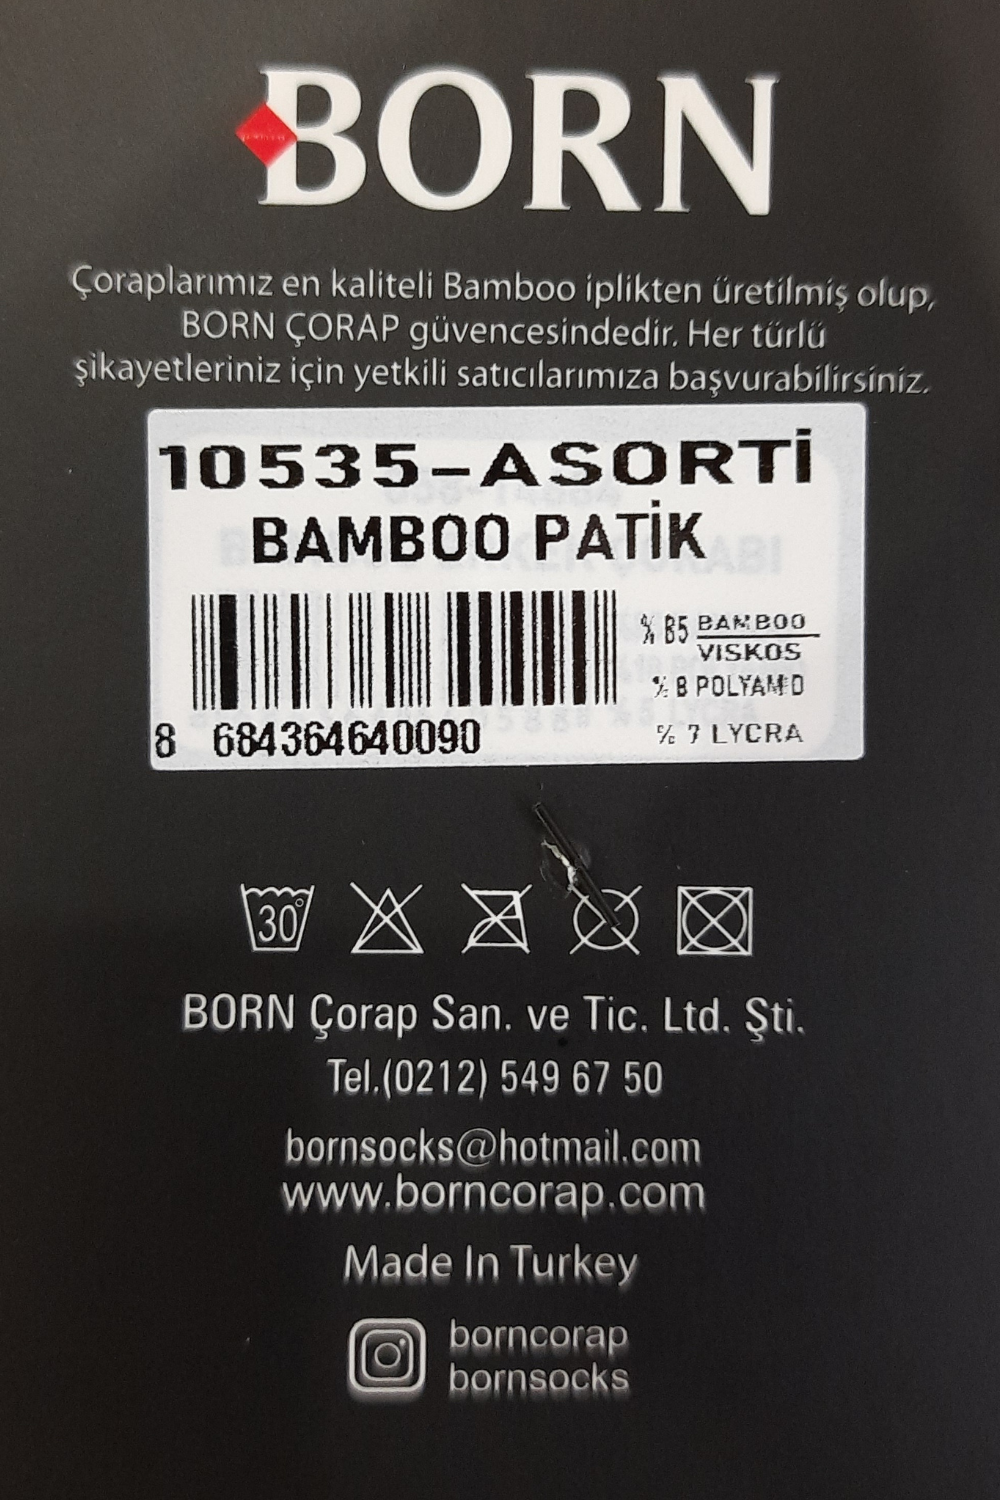 BORN
Çoraplarımız en kaliteli Bamboo iplikten üretilmiş olup,
BORN ÇORAP güvencesindedir. Her türlü
şikayetleriniz için yetkili satıcılarımıza başvurabilirsiniz.
10535-ASORTİ
BAMBOO PATİK
% 85 BAMBOO
VISKOS
% 8 POLYAMID
% 7 LYCRA
8 684364640090
30°
BORN Çorap San. ve Tic. Ltd. Şti.
Tel.(0212) 549 67 50
bornsocks@hotmail.com
www.borncorap.com
Made In Turkey
borncorap
bornsocks